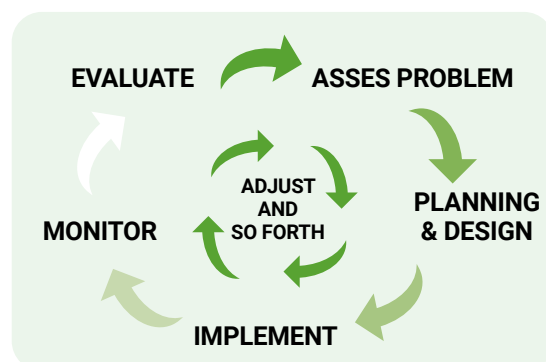 EVALUATE
ASSES PROBLEM
PLANNING
& DESIGN
IMPLEMENT
MONITOR
ADJUST
AND
SO FORTH